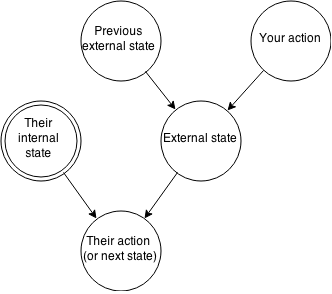 Previous
external state
Your action
Their
internal
state
External state
Their action
(or next state)